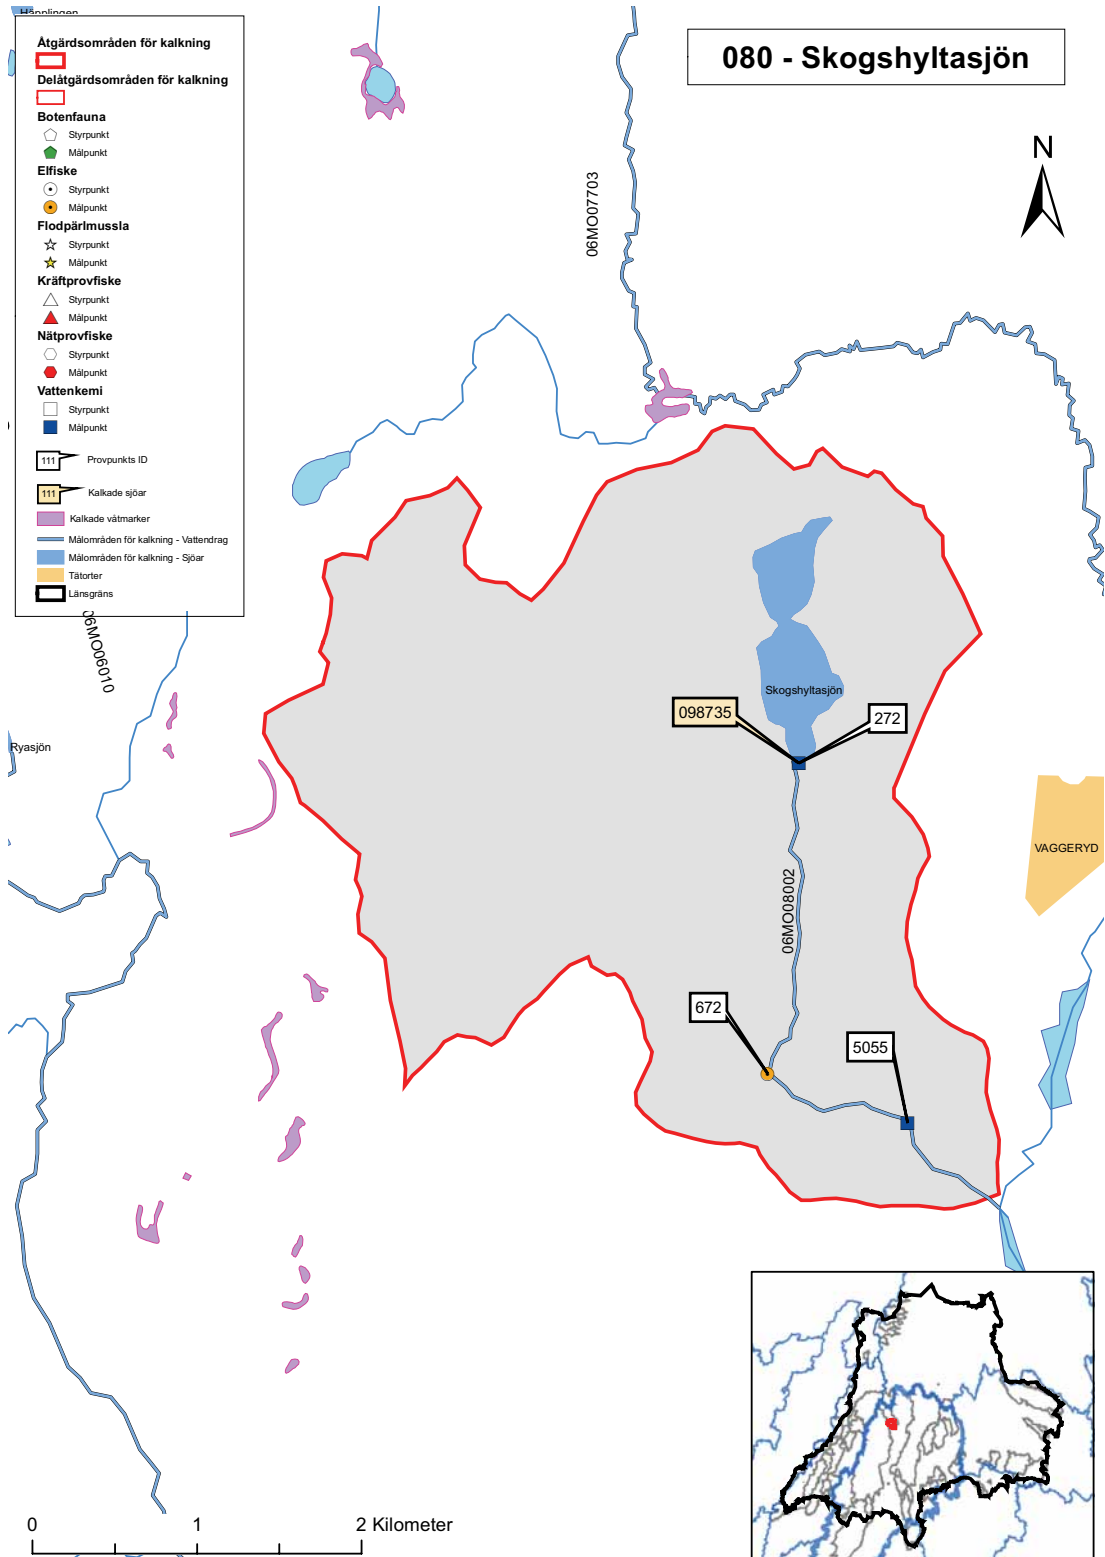 Häpplingen
080 - Skogshyltasjön
Åtgärdsområden för kalkning
Delåtgärdsområden för kalkning
Botenfauna
Styrpunkt
Målpunkt
Elfiske
Styrpunkt
Målpunkt
Flodpärlmussla
Styrpunkt
Målpunkt
Kräftprovfiske
Styrpunkt
Målpunkt
Nätprovfiske
Styrpunkt
Målpunkt
Vattenkemi
Styrpunkt
Målpunkt
111 Provpunkts ID
111 Kalkade sjöar
Kalkade våtmarker
Målområden för kalkning - Vattendrag
Målområden för kalkning - Sjöar
Tätorter
Länsgräns
N
06MO07703
06MO06010
Ryasjön
Skogshyltasjön
098735
272
VAGGERYD
06MO08002
672
5055
0 1 2 Kilometer